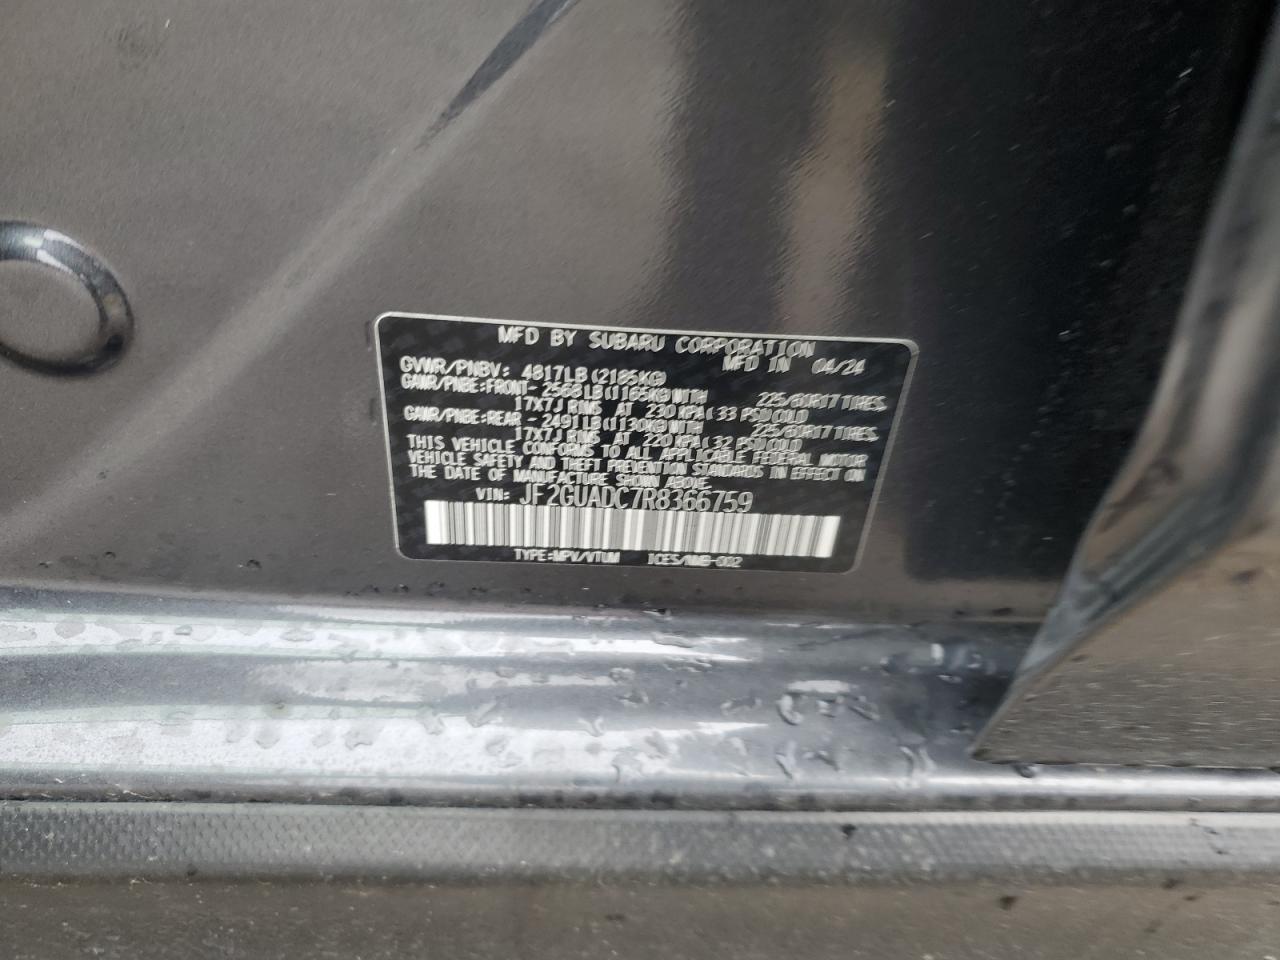 MFD BY SUBARU CORPORATION
GVWR/PNBV: 4817LB(2185KG) MFD IN 04/24
GAWR/PNBE:FRONT- 2568LB(1165KG)WITH 225/60R17 TIRES,
17X7J RIMS AT 230 KPA( 33 PSI)COLD
GAWR/PNBE:REAR - 2491LB(1130KG)WITH 225/60R17 TIRES,
17X7J RIMS AT 220 KPA( 32 PSI)COLD
THIS VEHICLE CONFORMS TO ALL APPLICABLE FEDERAL MOTOR
VEHICLE SAFETY AND THEFT PREVENTION STANDARDS IN EFFECT ON
THE DATE OF MANUFACTURE SHOWN ABOVE.
VIN: JF2GUADC7R8366759
TYPE:MPV/VTUM ICES/NMB-002